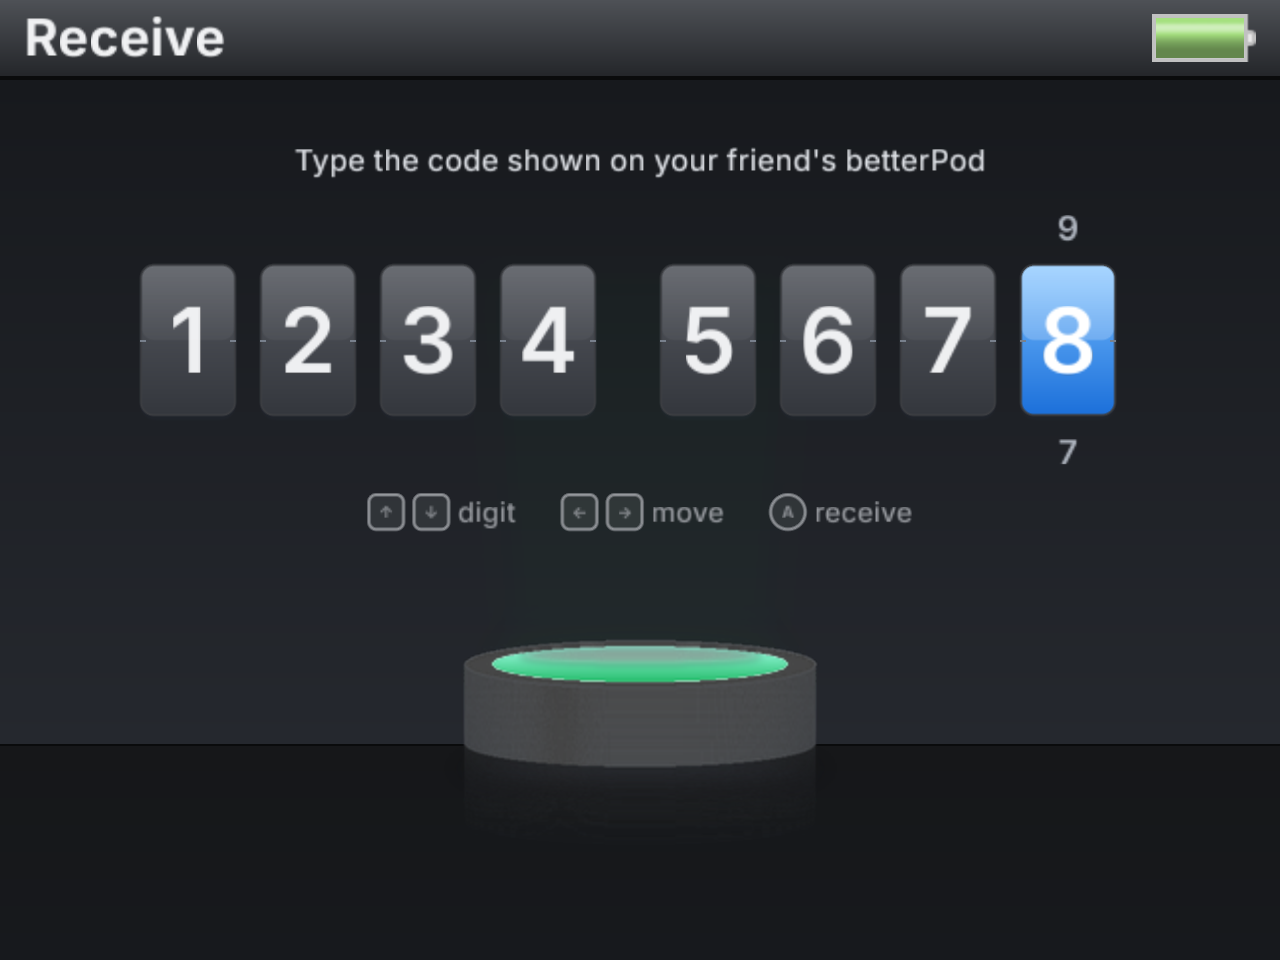 Receive
Type the code shown on your friend's betterPod
9
1 2 3 4 5 6 7 8
7
↑ ↓ digit ← → move A receive